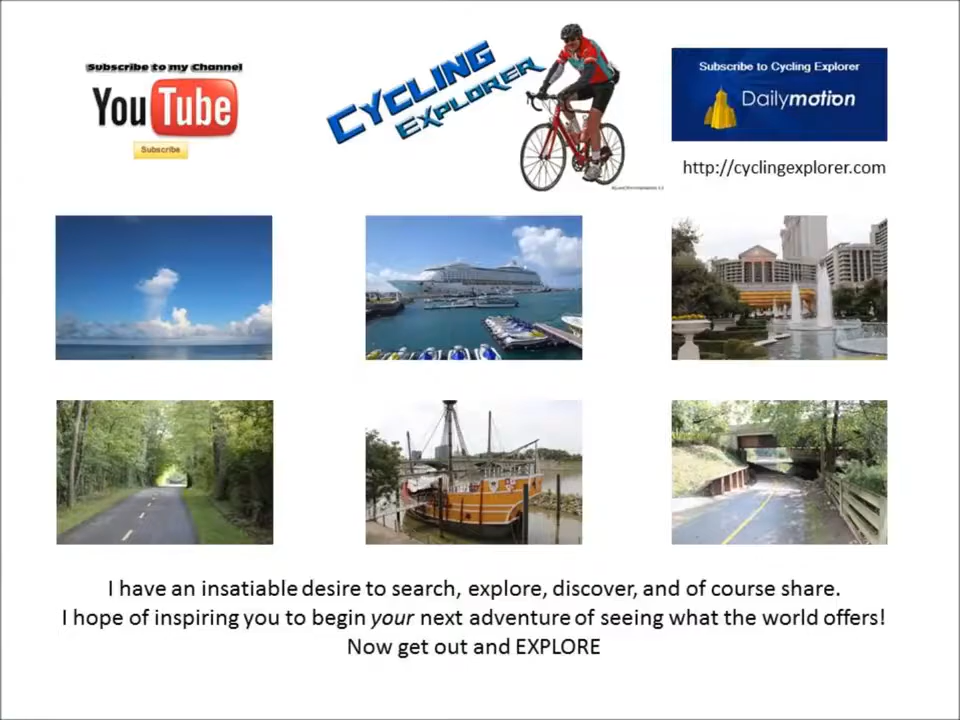 Subscribe to my Channel
YouTube
Subscribe
CYCLING
EXPLORER
Subscribe to Cycling Explorer
Dailymotion
http://cyclingexplorer.com
I have an insatiable desire to search, explore, discover, and of course share.
I hope of inspiring you to begin your next adventure of seeing what the world offers!
Now get out and EXPLORE